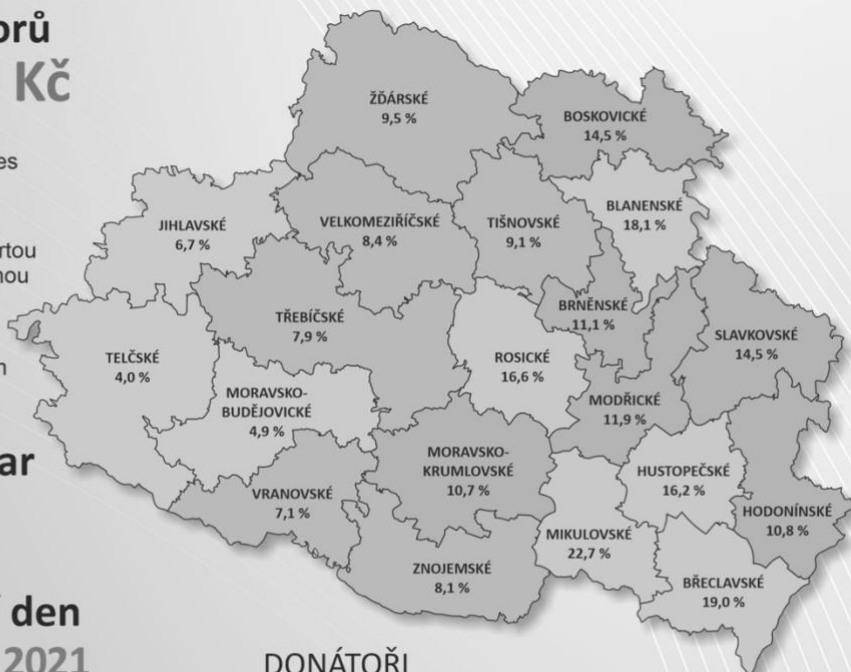 orů
Kč
es
rtou
nou
n
ar
í den
2021
ŽĎÁRSKÉ
9,5 %
BOSKOVICKÉ
14,5 %
JIHLAVSKÉ
6,7 %
VELKOMEZIŘÍČSKÉ
8,4 %
TIŠNOVSKÉ
9,1 %
BLANENSKÉ
18,1 %
TŘEBÍČSKÉ
7,9 %
BRNĚNSKÉ
11,1 %
SLAVKOVSKÉ
14,5 %
TELČSKÉ
4,0 %
ROSICKÉ
16,6 %
MORAVSKO-
BUDĚJOVICKÉ
4,9 %
MODŘICKÉ
11,9 %
MORAVSKO-
KRUMLOVSKÉ
10,7 %
HUSTOPEČSKÉ
16,2 %
VRANOVSKÉ
7,1 %
HODONÍNSKÉ
10,8 %
MIKULOVSKÉ
22,7 %
ZNOJEMSKÉ
8,1 %
BŘECLAVSKÉ
19,0 %
DONÁTOŘI